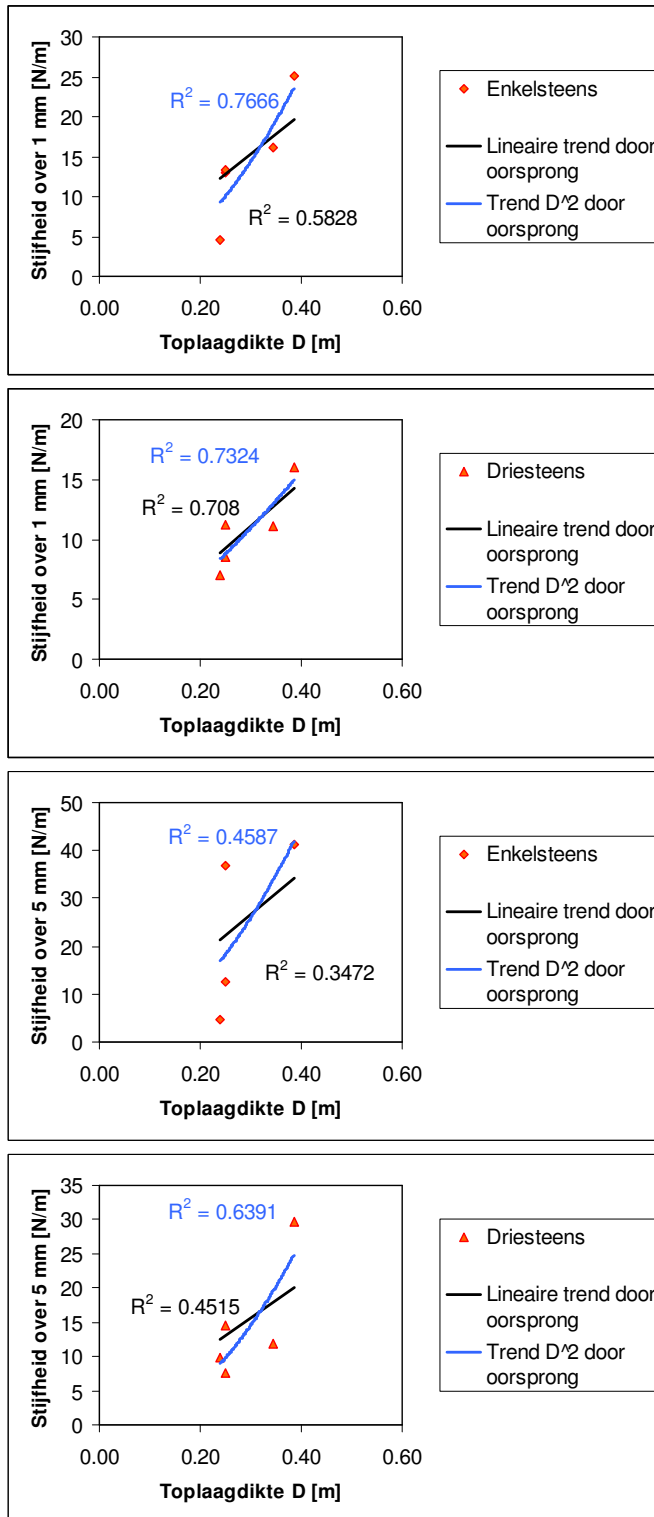 Stijfheid over 1 mm [N/m]
30
25
20
15
10
5
0
R² = 0.7666
R² = 0.5828
0.00 0.20 0.40 0.60
Toplaagdikte D [m]
Enkelsteens
Lineaire trend door
oorsprong
Trend D^2 door
oorsprong
Stijfheid over 1 mm [N/m]
20
15
10
5
0
R² = 0.7324
R² = 0.708
0.00 0.20 0.40 0.60
Toplaagdikte D [m]
Driesteens
Lineaire trend door
oorsprong
Trend D^2 door
oorsprong
Stijfheid over 5 mm [N/m]
50
40
30
20
10
0
R² = 0.4587
R² = 0.3472
0.00 0.20 0.40 0.60
Toplaagdikte D [m]
Enkelsteens
Lineaire trend door
oorsprong
Trend D^2 door
oorsprong
Stijfheid over 5 mm [N/m]
35
30
25
20
15
10
5
0
R² = 0.6391
R² = 0.4515
0.00 0.20 0.40 0.60
Toplaagdikte D [m]
Driesteens
Lineaire trend door
oorsprong
Trend D^2 door
oorsprong